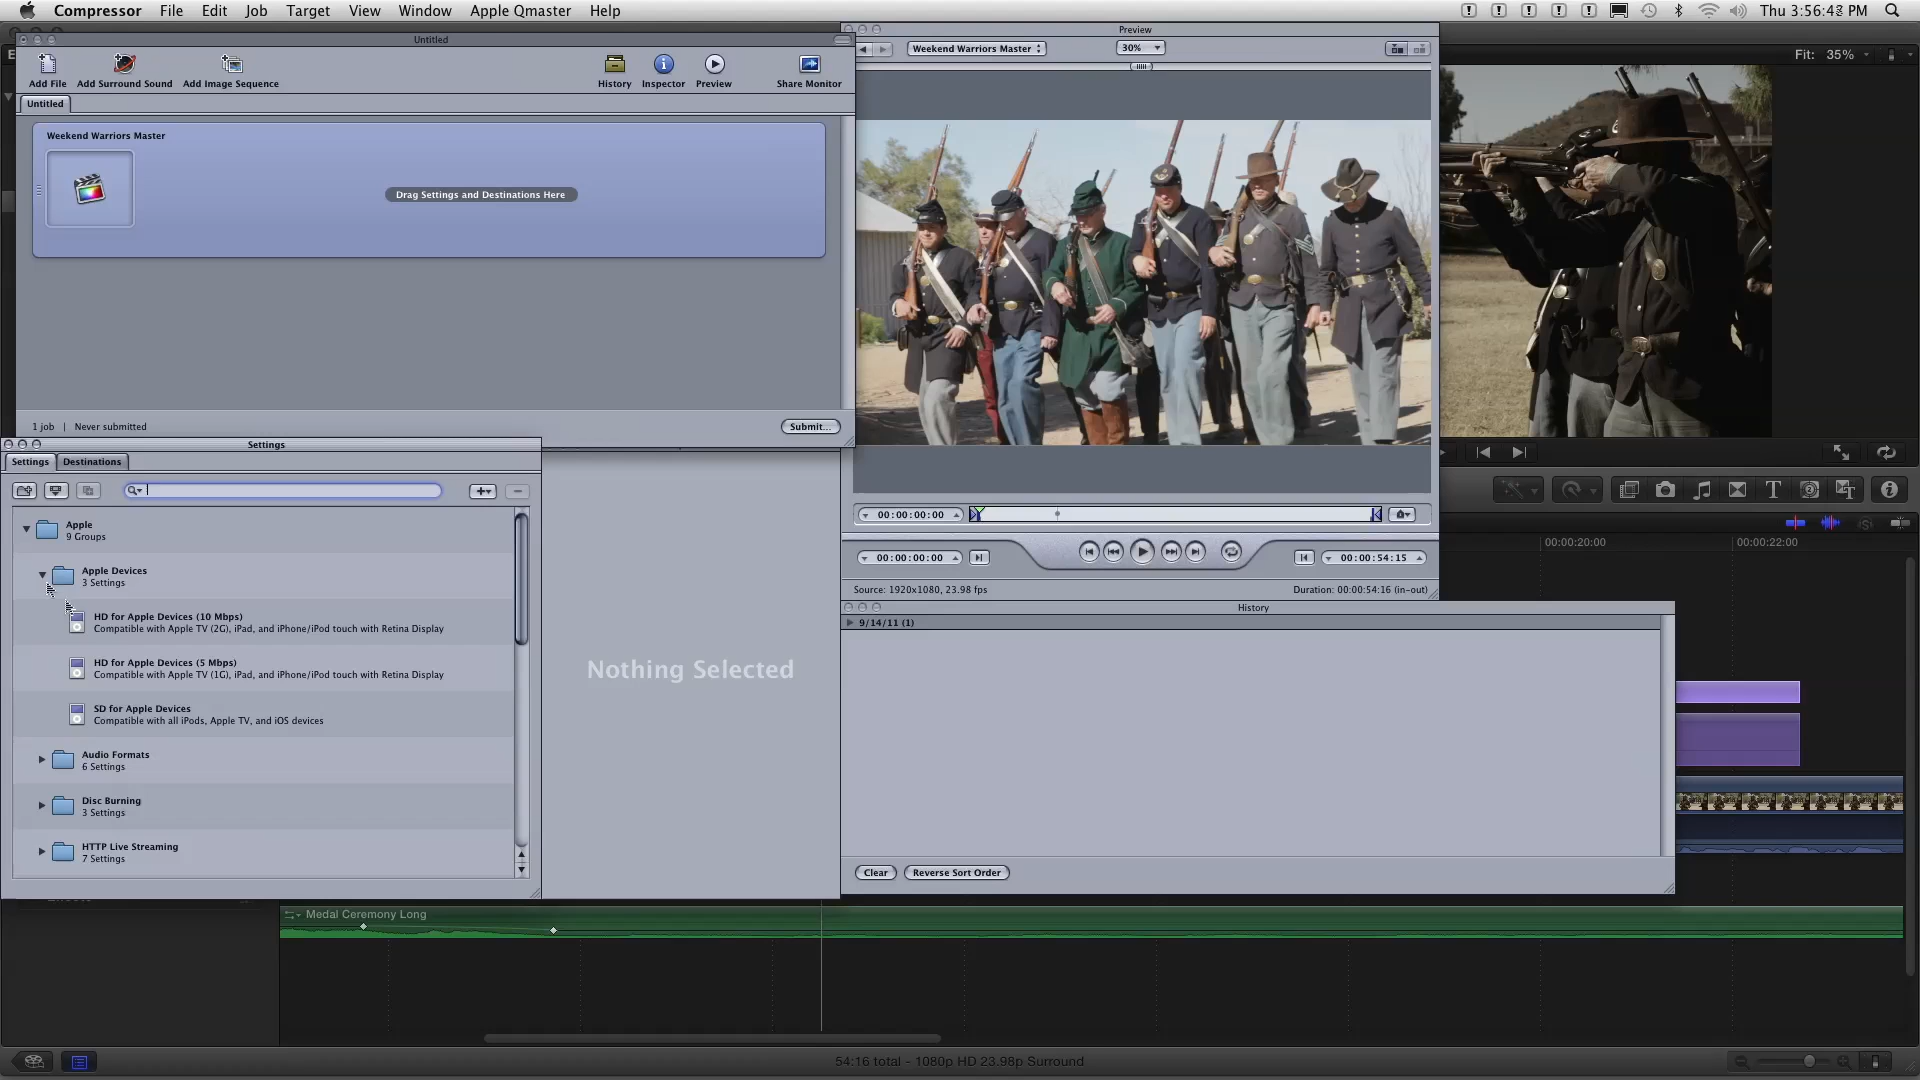 Compressor File Edit Job Target View Window Apple Qmaster Help Thu 3:56:43 PM
Untitled
Add File Add Surround Sound Add Image Sequence History Inspector Preview Share Monitor
Untitled
Weekend Warriors Master
Drag Settings and Destinations Here
1 job | Never submitted Submit...
Preview
Weekend Warriors Master 30%
00:00:00:00
00:00:00:00 00:00:54:15
Source: 1920x1080, 23.98 fps Duration: 00:00:54:16 (in-out)
Fit: 35%
Settings
Settings Destinations
Apple
9 Groups
Apple Devices
3 Settings
HD for Apple Devices (10 Mbps)
Compatible with Apple TV (2G), iPad, and iPhone/iPod touch with Retina Display
HD for Apple Devices (5 Mbps)
Compatible with Apple TV (1G), iPad, and iPhone/iPod touch with Retina Display
SD for Apple Devices
Compatible with all iPods, Apple TV, and iOS devices
Audio Formats
6 Settings
Disc Burning
3 Settings
HTTP Live Streaming
7 Settings
Nothing Selected
History
9/14/11 (1)
Clear Reverse Sort Order
00:00:20:00 00:00:22:00
Medal Ceremony Long
54:16 total - 1080p HD 23.98p Surround